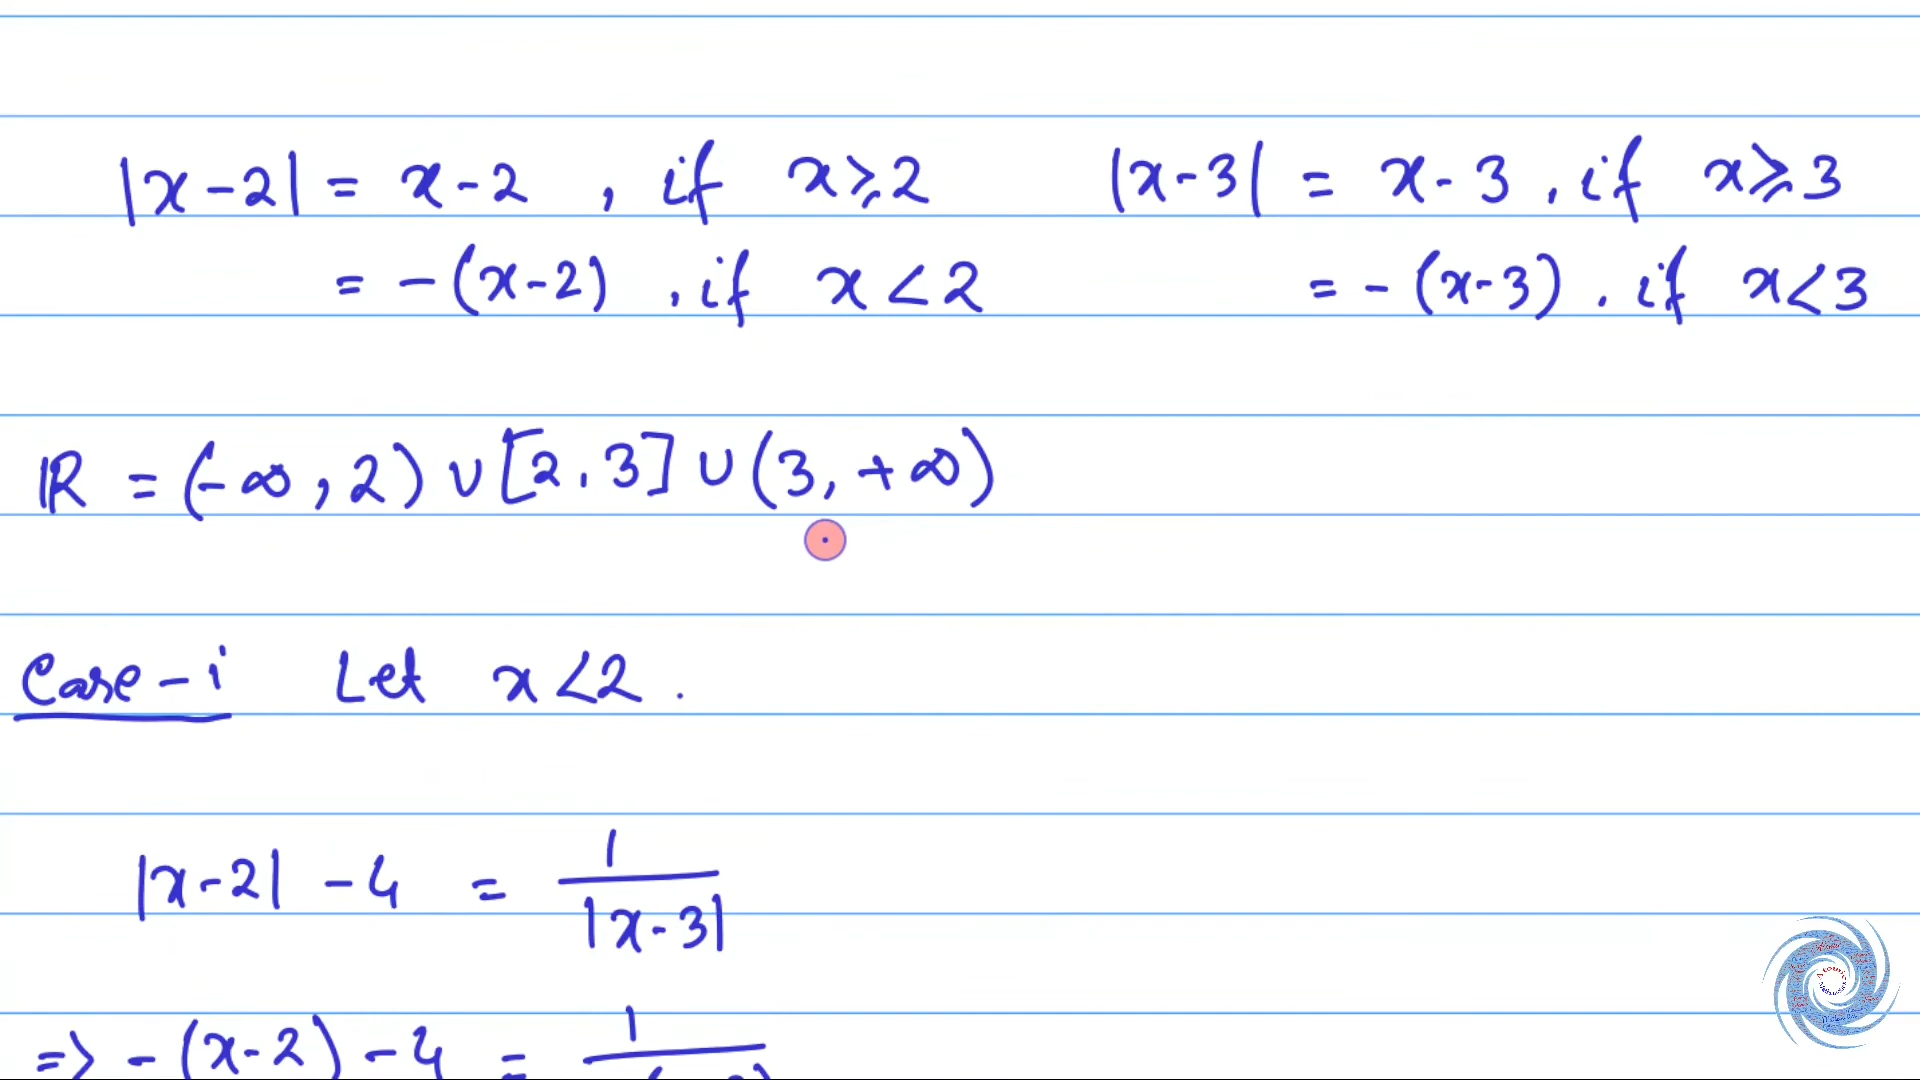 |x-2| = x-2 , if x⩾2 |x-3| = x-3 , if x⩾3
= -(x-2) , if x<2 = -(x-3) , if x<3
ℝ = (-∞, 2) ∪ [2, 3] ∪ (3, +∞)
Case-i Let x<2.
|x-2| - 4 = 1/|x-3|
=> -(x-2) - 4 = 1